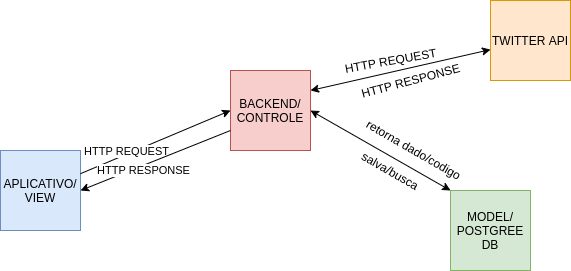 TWITTER API
HTTP REQUEST
HTTP RESPONSE
BACKEND/
CONTROLE
HTTP REQUEST
HTTP RESPONSE
retorna dado/codigo
salva/busca
APLICATIVO/
VIEW
MODEL/
POSTGREE
DB